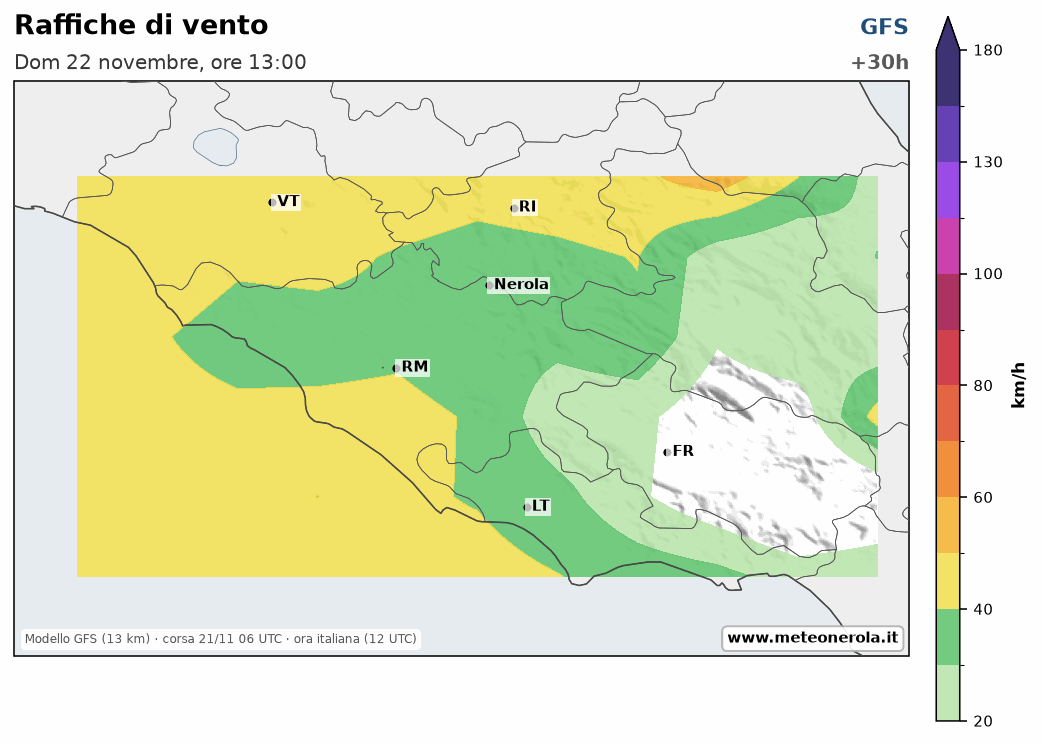 Raffiche di vento
GFS
Dom 22 novembre, ore 13:00
+30h
180
130
100
80
60
40
20
km/h
VT
RI
Nerola
RM
FR
LT
Modello GFS (13 km) · corsa 21/11 06 UTC · ora italiana (12 UTC)
www.meteonerola.it